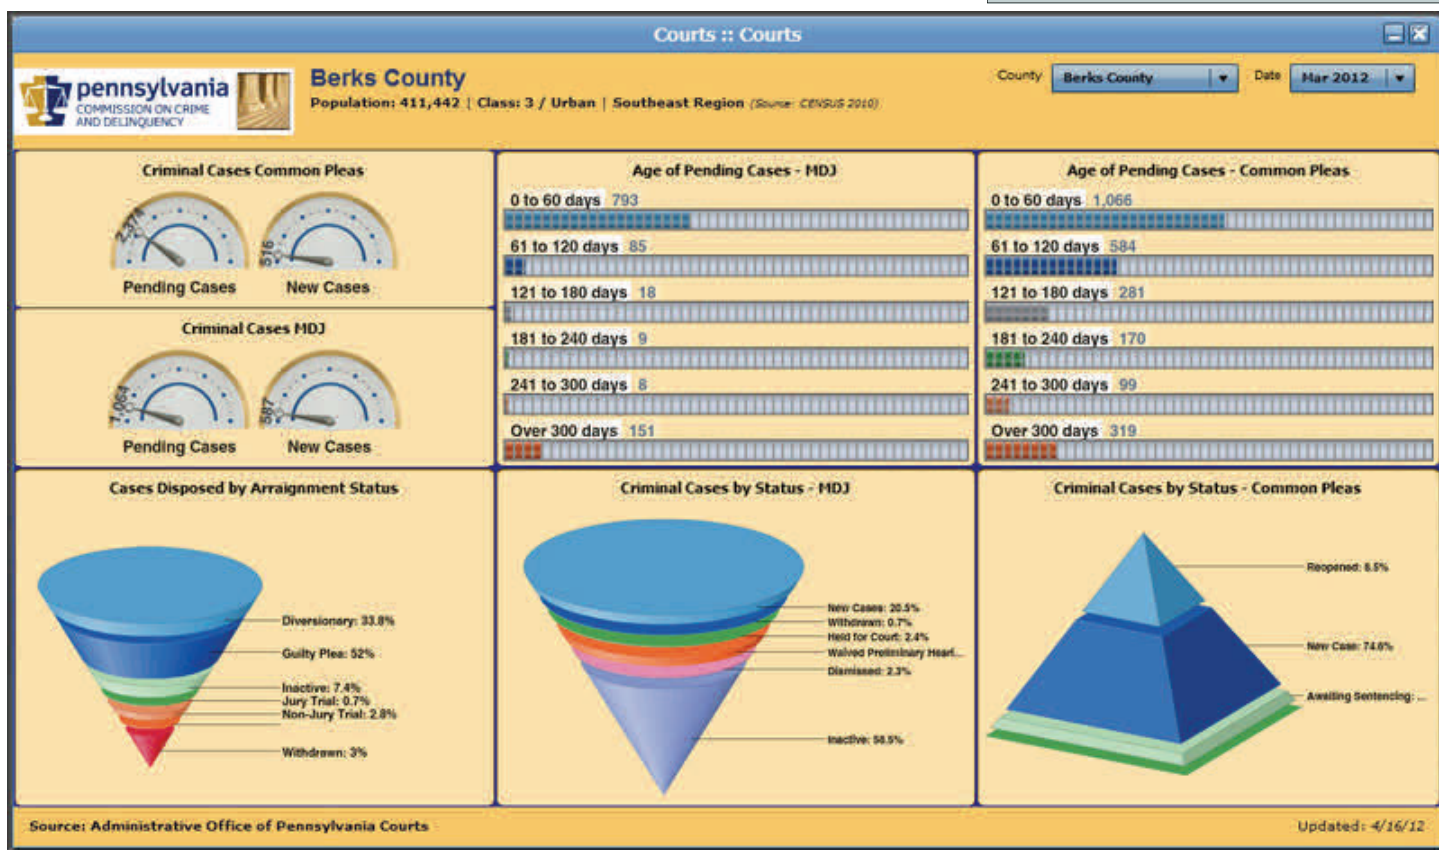 Courts :: Courts
pennsylvania
COMMISSION ON CRIME
AND DELINQUENCY
Berks County
Population: 411,442 | Class: 3 / Urban | Southeast Region (Source: CENSUS 2010)
County Berks County Date Mar 2012
Criminal Cases Common Pleas
2,374
516
Pending Cases New Cases
Criminal Cases MDJ
1,064
587
Pending Cases New Cases
Age of Pending Cases - MDJ
0 to 60 days 793
61 to 120 days 85
121 to 180 days 18
181 to 240 days 9
241 to 300 days 8
Over 300 days 151
Age of Pending Cases - Common Pleas
0 to 60 days 1,066
61 to 120 days 584
121 to 180 days 281
181 to 240 days 170
241 to 300 days 99
Over 300 days 319
Cases Disposed by Arraignment Status
Diversionary: 33.8%
Guilty Plea: 52%
Inactive: 7.4%
Jury Trial: 0.7%
Non-Jury Trial: 2.8%
Withdrawn: 3%
Criminal Cases by Status - MDJ
New Cases: 20.5%
Withdrawn: 0.7%
Held for Court: 2.4%
Waived Preliminary Heari...
Dismissed: 2.3%
Inactive: 58.5%
Criminal Cases by Status - Common Pleas
Reopened:
New Case: 74.6%
Awaiting Sentencing: ...
Source: Administrative Office of Pennsylvania Courts
Updated: 4/16/12